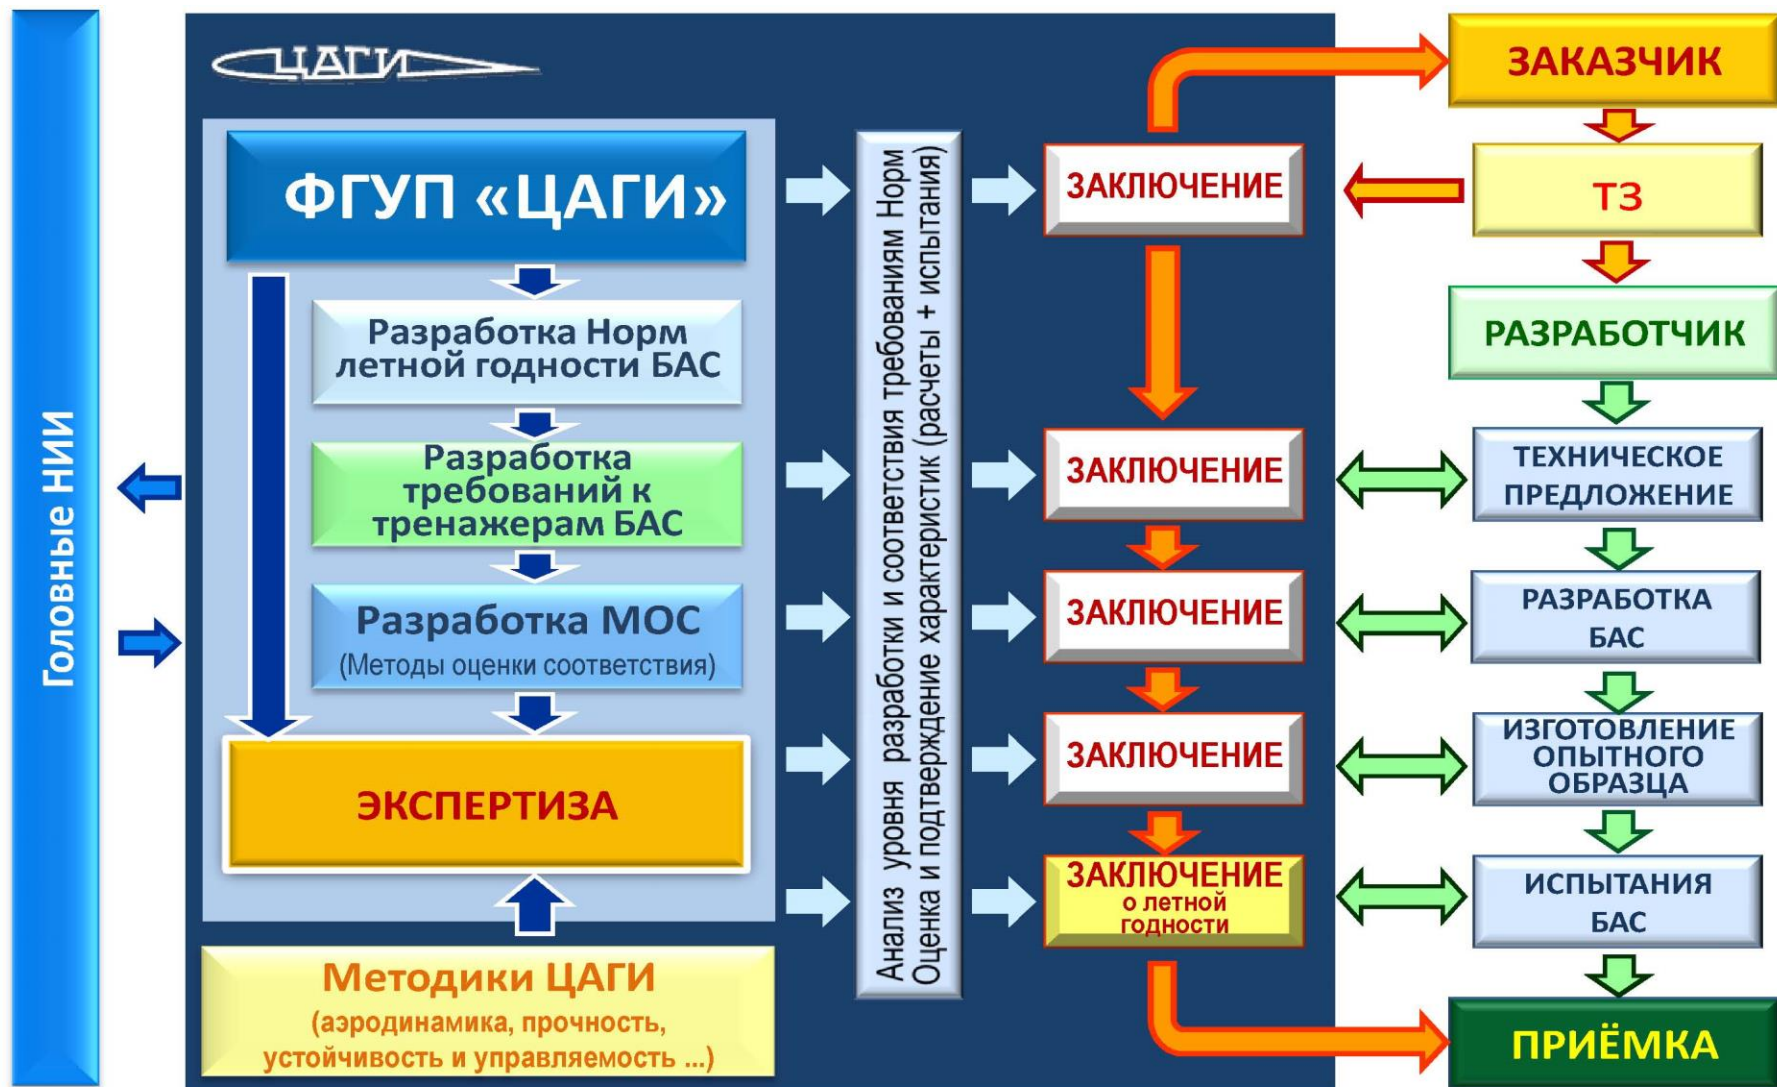 Головные НИИ
ЦАГИ
ФГУП «ЦАГИ»
Разработка Норм
летной годности БАС
Разработка
требований к
тренажерам БАС
Разработка МОС
(Методы оценки соответствия)
ЭКСПЕРТИЗА
Методики ЦАГИ
(аэродинамика, прочность,
устойчивость и управляемость ...)
Анализ уровня разработки и соответствия требованиям Норм
Оценка и подтверждение характеристик (расчеты + испытания)
ЗАКЛЮЧЕНИЕ
ЗАКЛЮЧЕНИЕ
ЗАКЛЮЧЕНИЕ
ЗАКЛЮЧЕНИЕ
ЗАКЛЮЧЕНИЕ
о летной
годности
ЗАКАЗЧИК
ТЗ
РАЗРАБОТЧИК
ТЕХНИЧЕСКОЕ
ПРЕДЛОЖЕНИЕ
РАЗРАБОТКА
БАС
ИЗГОТОВЛЕНИЕ
ОПЫТНОГО
ОБРАЗЦА
ИСПЫТАНИЯ
БАС
ПРИЁМКА